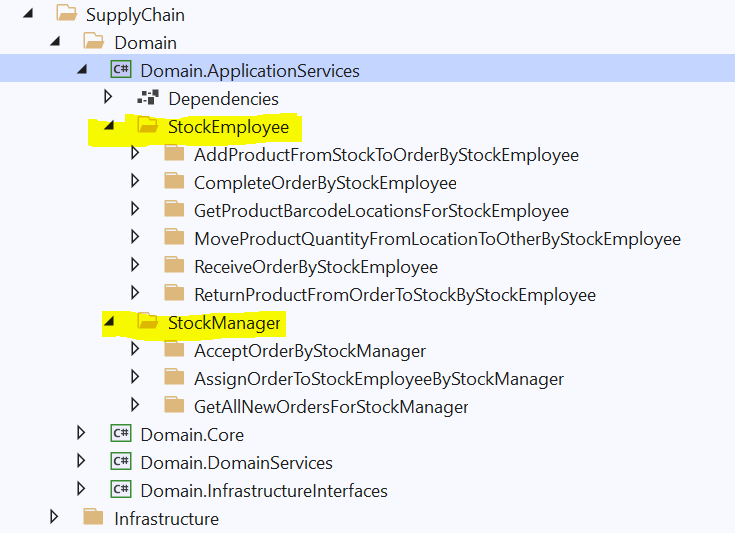 SupplyChain
Domain
C# Domain.ApplicationServices
Dependencies
StockEmployee
AddProductFromStockToOrderByStockEmployee
CompleteOrderByStockEmployee
GetProductBarcodeLocationsForStockEmployee
MoveProductQuantityFromLocationToOtherByStockEmployee
ReceiveOrderByStockEmployee
ReturnProductFromOrderToStockByStockEmployee
StockManager
AcceptOrderByStockManager
AssignOrderToStockEmployeeByStockManager
GetAllNewOrdersForStockManager
C# Domain.Core
C# Domain.DomainServices
C# Domain.InfrastructureInterfaces
Infrastructure